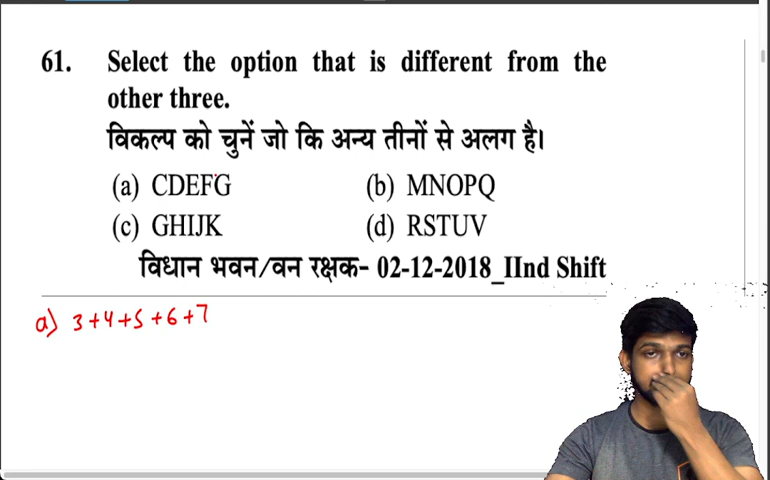 61. Select the option that is different from the
other three.
विकल्प को चुनें जो कि अन्य तीनों से अलग है।
(a) CDEFG (b) MNOPQ
(c) GHIJK (d) RSTUV
विधान भवन/वन रक्षक- 02-12-2018_IInd Shift
a) 3+4+5+6+7